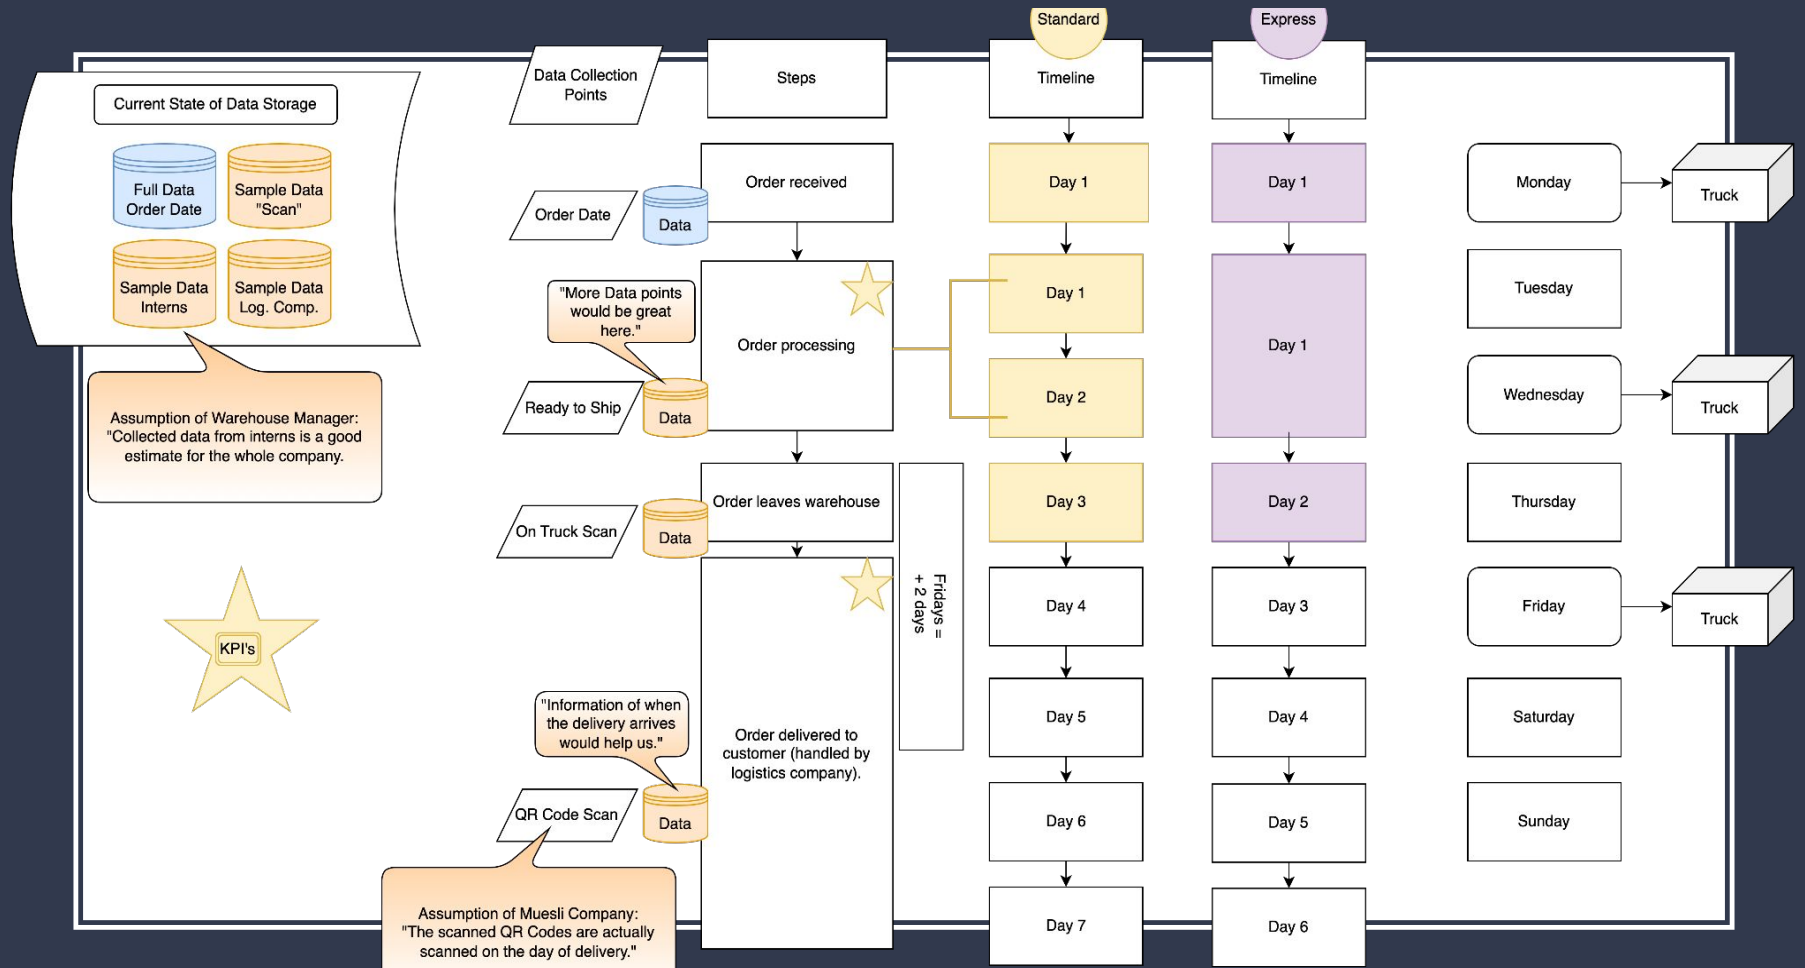 Standard
Express
Data Collection
Points
Steps
Timeline
Timeline
Current State of Data Storage
Full Data
Order Date
Sample Data
"Scan"
Sample Data
Interns
Sample Data
Log. Comp.
Assumption of Warehouse Manager:
"Collected data from interns is a good
estimate for the whole company.
KPI's
Order Date
Data
Order received
Day 1
Day 1
Monday
Truck
"More Data points
would be great
here."
Order processing
Day 1
Day 2
Day 1
Tuesday
Wednesday
Truck
Ready to Ship
Data
Order leaves warehouse
Day 3
Day 2
Thursday
On Truck Scan
Data
Fridays =
+ 2 days
Day 4
Day 3
Friday
Truck
"Information of when
the delivery arrives
would help us."
Order delivered to
customer (handled by
logistics company).
Day 5
Day 4
Saturday
QR Code Scan
Data
Day 6
Day 5
Sunday
Assumption of Muesli Company:
"The scanned QR Codes are actually
scanned on the day of delivery."
Day 7
Day 6